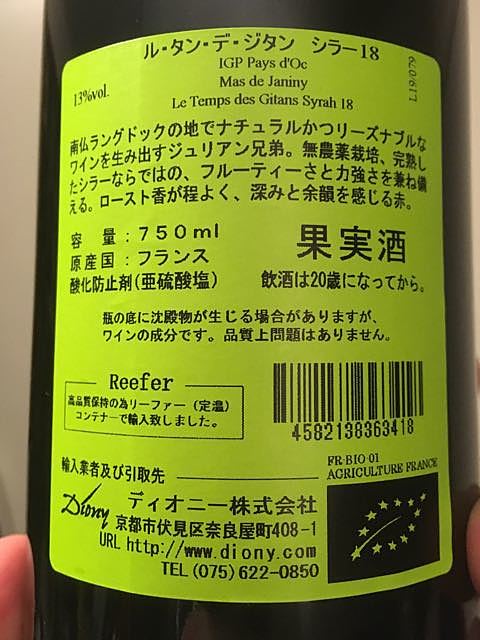 ル・タン・デ・ジタン　シラー18
IGP Pays d'Oc
13%vol.
Mas de Janiny
Le Temps des Gitans Syrah 18
南仏ラングドックの地でナチュラルかつリーズナブルな
ワインを生み出すジュリアン兄弟。無農薬栽培、完熟し
たシラーならではの、フルーティーさと力強さを兼ね備
える。ロースト香が程よく、深みと余韻を感じる赤。
容　量：７５０ｍｌ
原産国：フランス
酸化防止剤(亜硫酸塩)
果実酒
飲酒は20歳になってから。
瓶の底に沈殿物が生じる場合がありますが、
ワインの成分です。品質上問題はありません。
Reefer
高品質保持の為リーファー（定温）
コンテナーで輸入致しました。
4582138363418
輸入業者及び引取先
Diony ディオニー株式会社
京都市伏見区奈良屋町408-1
URL http://www.diony.com
TEL (075)622-0850
FR-BIO-01
AGRICULTURE FRANCE